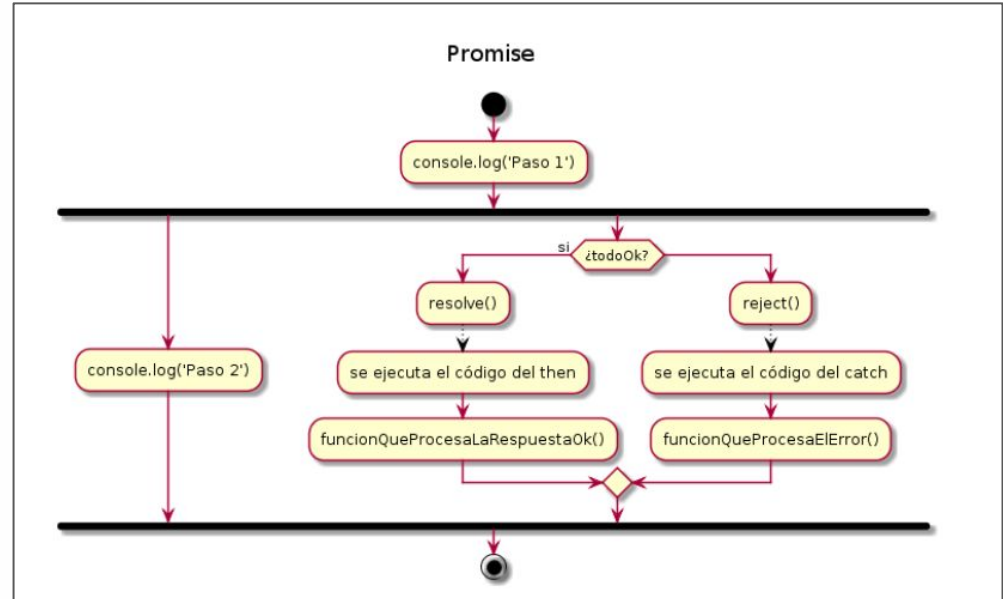 Promise
console.log('Paso 1')
si
¿todoOk?
resolve()
reject()
console.log('Paso 2')
se ejecuta el código del then
se ejecuta el código del catch
funcionQueProcesaLaRespuestaOk()
funcionQueProcesaElError()